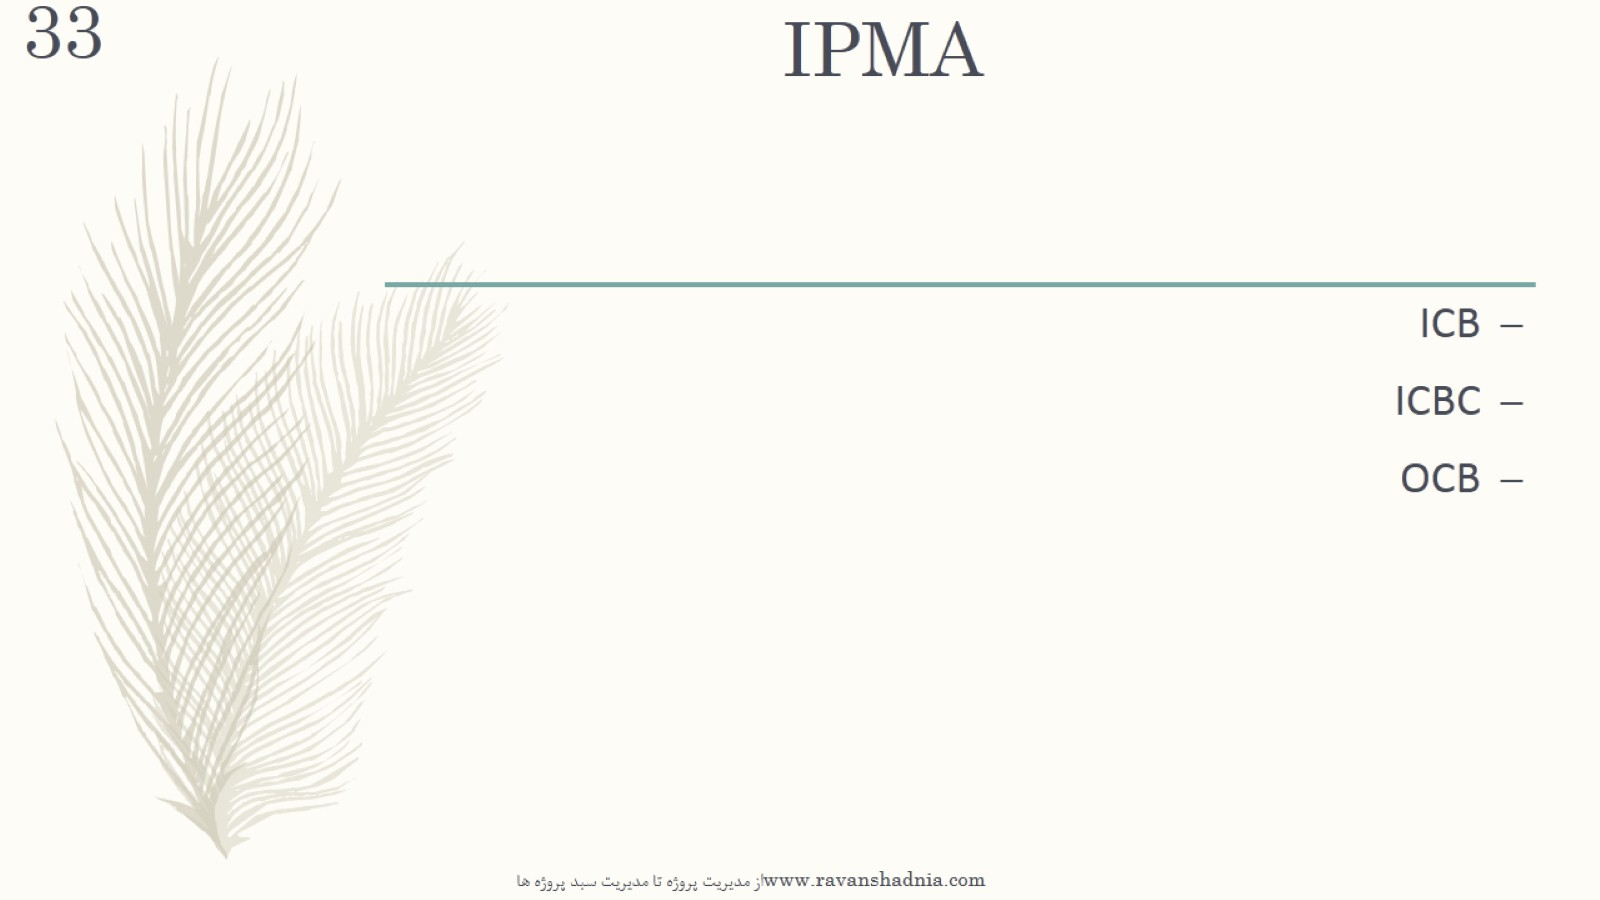 33
IPMA
– ICB
– ICBC
– OCB
www.ravanshadnia.comاز مدیریت پروژه تا مدیریت سبد پروژه ها